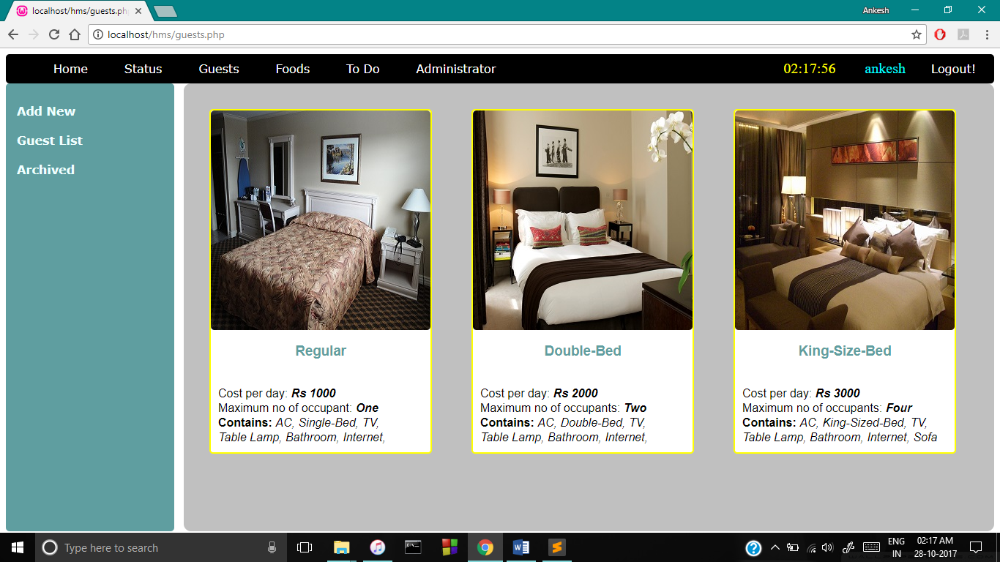 localhost/hms/guests.ph
Ankesh
localhost/hms/guests.php
Home Status Guests Foods To Do Administrator 02:17:56 ankesh Logout!
Add New
Guest List
Archived
Regular
Cost per day: Rs 1000
Maximum no of occupant: One
Contains: AC, Single-Bed, TV,
Table Lamp, Bathroom, Internet,
Double-Bed
Cost per day: Rs 2000
Maximum no of occupants: Two
Contains: AC, Double-Bed, TV,
Table Lamp, Bathroom, Internet,
King-Size-Bed
Cost per day: Rs 3000
Maximum no of occupants: Four
Contains: AC, King-Sized-Bed, TV,
Table Lamp, Bathroom, Internet, Sofa
Type here to search
ENG
IN
02:17 AM
28-10-2017